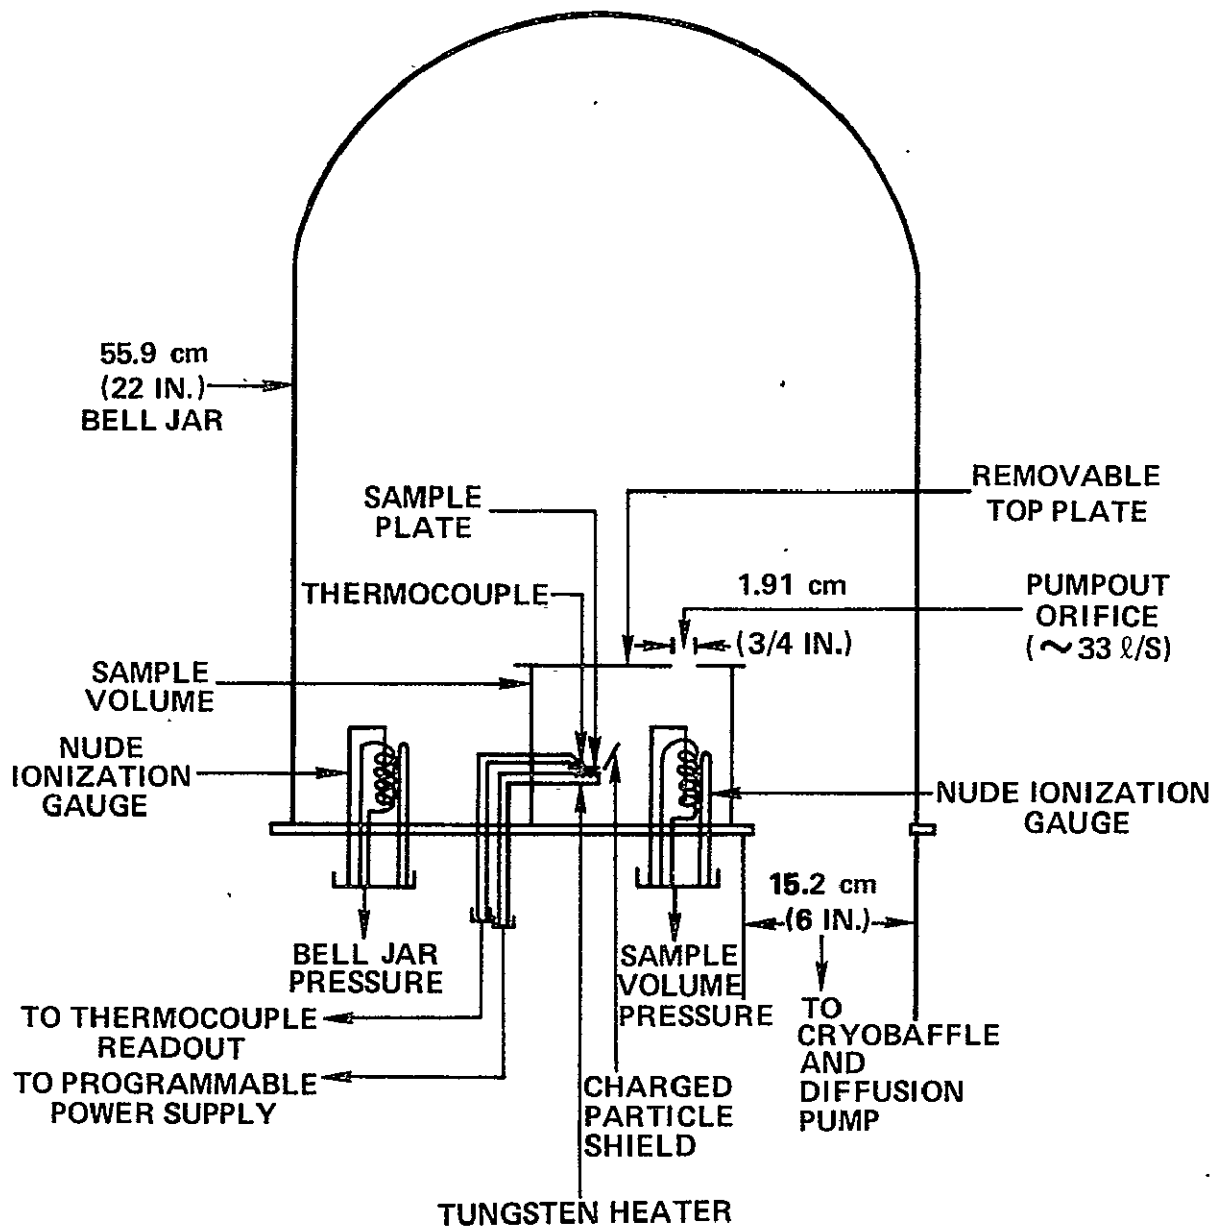 55.9 cm
(22 IN.)
BELL JAR
REMOVABLE
TOP PLATE
SAMPLE
PLATE
THERMOCOUPLE
1.91 cm
(3/4 IN.)
PUMPOUT
ORIFICE
(~33 ℓ/S)
SAMPLE
VOLUME
NUDE
IONIZATION
GAUGE
NUDE IONIZATION
GAUGE
15.2 cm
(6 IN.)
BELL JAR
PRESSURE
SAMPLE
VOLUME
PRESSURE
TO
CRYOBAFFLE
AND
DIFFUSION
PUMP
TO THERMOCOUPLE
READOUT
TO PROGRAMMABLE
POWER SUPPLY
CHARGED
PARTICLE
SHIELD
TUNGSTEN HEATER